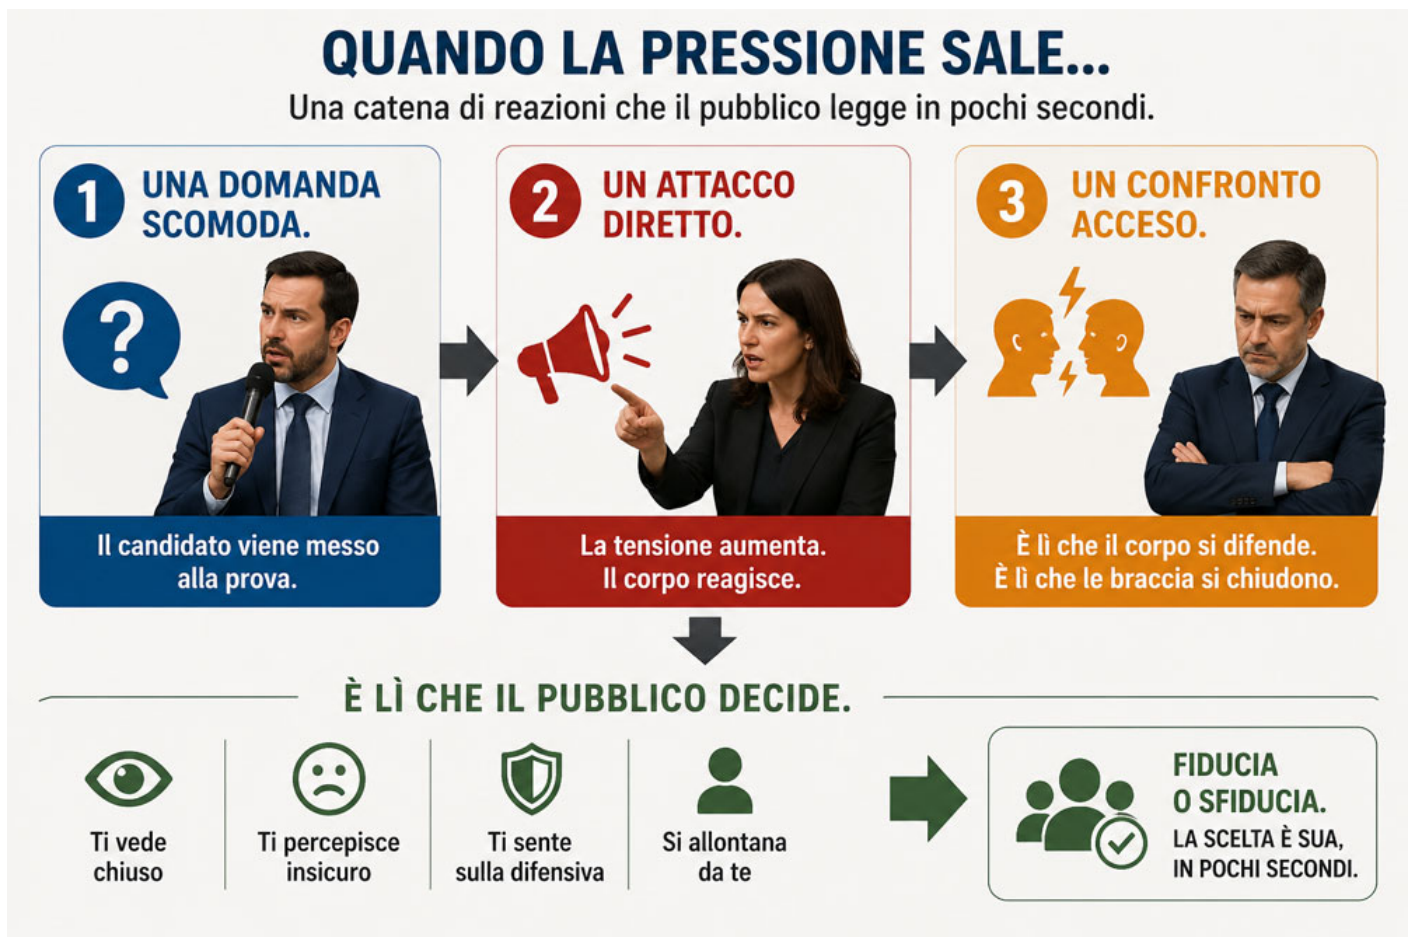 QUANDO LA PRESSIONE SALE...
Una catena di reazioni che il pubblico legge in pochi secondi.
1
UNA DOMANDA
SCOMODA.
?
Il candidato viene messo
alla prova.
2
UN ATTACCO
DIRETTO.
La tensione aumenta.
Il corpo reagisce.
3
UN CONFRONTO
ACCESO.
È lì che il corpo si difende.
È lì che le braccia si chiudono.
È LÌ CHE IL PUBBLICO DECIDE.
Ti vede
chiuso
Ti percepisce
insicuro
Ti sente
sulla difensiva
Si allontana
da te
FIDUCIA
O SFIDUCIA.
LA SCELTA È SUA,
IN POCHI SECONDI.